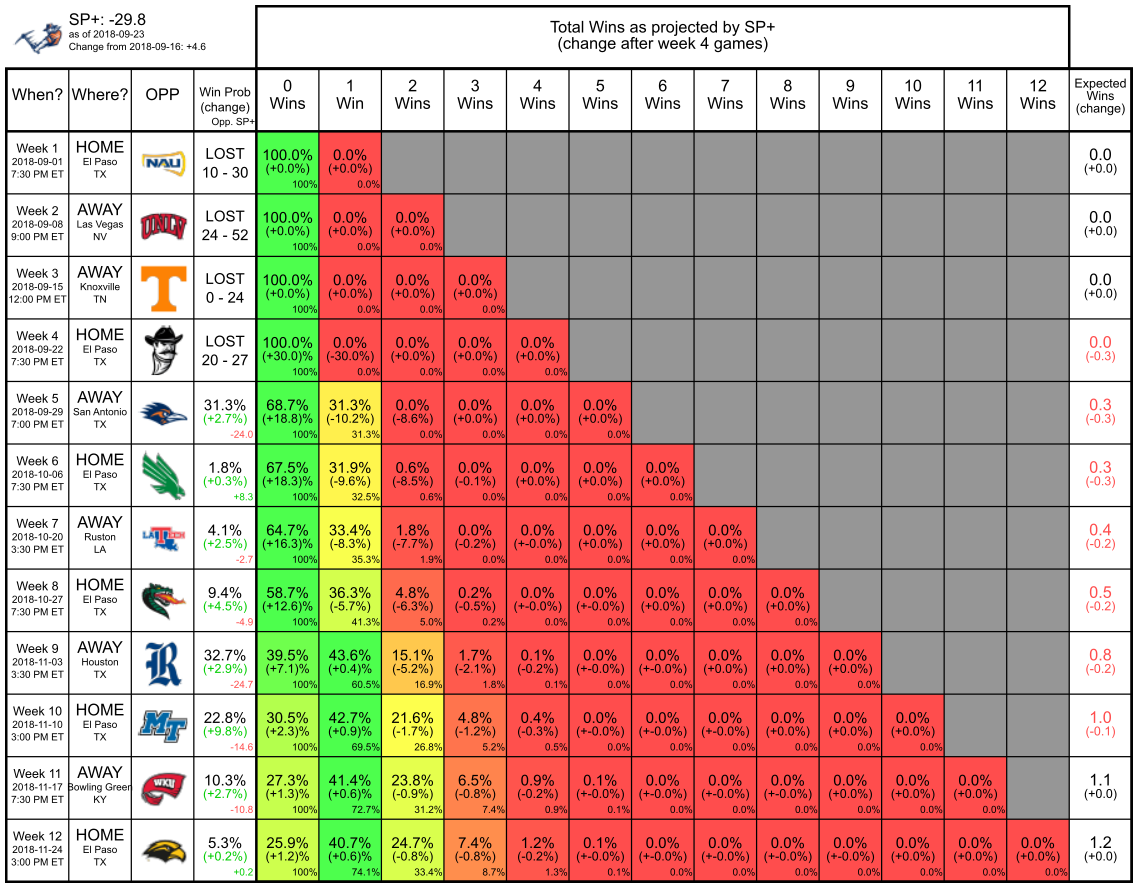 SP+: -29.8
as of 2018-09-23
Change from 2018-09-16: +4.6
Total Wins as projected by SP+
(change after week 4 games)
When? Where? OPP Win Prob (change) Opp. SP+ 0 Wins 1 Win 2 Wins 3 Wins 4 Wins 5 Wins 6 Wins 7 Wins 8 Wins 9 Wins 10 Wins 11 Wins 12 Wins Expected Wins (change)
Week 1 HOME NAU LOST 100.0% 0.0% 0.0
2018-09-01 El Paso 10 - 30 (+0.0%) (+0.0%) (+0.0)
7:30 PM ET TX 100% 0.0%
Week 2 AWAY UNLV LOST 100.0% 0.0% 0.0% 0.0
2018-09-08 Las Vegas 24 - 52 (+0.0%) (+0.0%) (+0.0%) (+0.0)
9:00 PM ET NV 100% 0.0% 0.0%
Week 3 AWAY T LOST 100.0% 0.0% 0.0% 0.0% 0.0
2018-09-15 Knoxville 0 - 24 (+0.0%) (+0.0%) (+0.0%) (+0.0%) (+0.0)
12:00 PM ET TN 100% 0.0% 0.0% 0.0%
Week 4 HOME LOST 100.0% 0.0% 0.0% 0.0% 0.0% 0.0
2018-09-22 El Paso 20 - 27 (+30.0)% (-30.0%) (+0.0%) (+0.0%) (+0.0%) (-0.3)
7:30 PM ET TX 100% 0.0% 0.0% 0.0% 0.0%
Week 5 AWAY 31.3% 68.7% 31.3% 0.0% 0.0% 0.0% 0.0% 0.3
2018-09-29 San Antonio (+2.7%) (+18.8)% (-10.2%) (-8.6%) (+0.0%) (+0.0%) (+0.0%) (-0.3)
7:00 PM ET TX -24.0 100% 31.3% 0.0% 0.0% 0.0% 0.0%
Week 6 HOME 1.8% 67.5% 31.9% 0.6% 0.0% 0.0% 0.0% 0.0% 0.3
2018-10-06 El Paso (+0.3%) (+18.3)% (-9.6%) (-8.5%) (-0.1%) (+0.0%) (+0.0%) (+0.0%) (-0.3)
7:30 PM ET TX +8.3 100% 32.5% 0.6% 0.0% 0.0% 0.0% 0.0%
Week 7 AWAY LA TECH 4.1% 64.7% 33.4% 1.8% 0.0% 0.0% 0.0% 0.0% 0.0% 0.4
2018-10-20 Ruston (+2.5%) (+16.3)% (-8.3%) (-7.7%) (-0.2%) (+-0.0%) (+0.0%) (+0.0%) (+0.0%) (-0.2)
3:30 PM ET LA -2.7 100% 35.3% 1.9% 0.0% 0.0% 0.0% 0.0% 0.0%
Week 8 HOME 9.4% 58.7% 36.3% 4.8% 0.2% 0.0% 0.0% 0.0% 0.0% 0.0% 0.5
2018-10-27 El Paso (+4.5%) (+12.6)% (-5.7%) (-6.3%) (-0.5%) (+-0.0%) (+-0.0%) (+0.0%) (+0.0%) (+0.0%) (-0.2)
7:30 PM ET TX -4.9 100% 41.3% 5.0% 0.2% 0.0% 0.0% 0.0% 0.0% 0.0%
Week 9 AWAY R 32.7% 39.5% 43.6% 15.1% 1.7% 0.1% 0.0% 0.0% 0.0% 0.0% 0.0% 0.8
2018-11-03 Houston (+2.9%) (+7.1)% (+0.4)% (-5.2%) (-2.1%) (-0.2%) (+-0.0%) (+-0.0%) (+0.0%) (+0.0%) (+0.0%) (-0.2)
3:30 PM ET TX -24.7 100% 60.5% 16.9% 1.8% 0.1% 0.0% 0.0% 0.0% 0.0% 0.0%
Week 10 HOME MT 22.8% 30.5% 42.7% 21.6% 4.8% 0.4% 0.0% 0.0% 0.0% 0.0% 0.0% 0.0% 1.0
2018-11-10 El Paso (+9.8%) (+2.3)% (+0.9)% (-1.7%) (-1.2%) (-0.3%) (+-0.0%) (+-0.0%) (+-0.0%) (+0.0%) (+0.0%) (+0.0%) (-0.1)
3:00 PM ET TX -14.6 100% 69.5% 26.8% 5.2% 0.5% 0.0% 0.0% 0.0% 0.0% 0.0% 0.0%
Week 11 AWAY WKU 10.3% 27.3% 41.4% 23.8% 6.5% 0.9% 0.1% 0.0% 0.0% 0.0% 0.0% 0.0% 0.0% 1.1
2018-11-17 Bowling Green (+2.7%) (+1.3)% (+0.6)% (-0.9%) (-0.8%) (-0.2%) (+-0.0%) (+-0.0%) (+-0.0%) (+-0.0%) (+0.0%) (+0.0%) (+0.0%) (+0.0)
7:30 PM ET KY -10.8 100% 72.7% 31.2% 7.4% 0.9% 0.1% 0.0% 0.0% 0.0% 0.0% 0.0% 0.0%
Week 12 HOME 5.3% 25.9% 40.7% 24.7% 7.4% 1.2% 0.1% 0.0% 0.0% 0.0% 0.0% 0.0% 0.0% 0.0% 1.2
2018-11-24 El Paso (+0.2%) (+1.2)% (+0.6)% (-0.8%) (-0.8%) (-0.2%) (+-0.0%) (+-0.0%) (+-0.0%) (+-0.0%) (+-0.0%) (+0.0%) (+0.0%) (+0.0%) (+0.0)
3:00 PM ET TX +0.2 100% 74.1% 33.4% 8.7% 1.3% 0.1% 0.0% 0.0% 0.0% 0.0% 0.0% 0.0% 0.0%